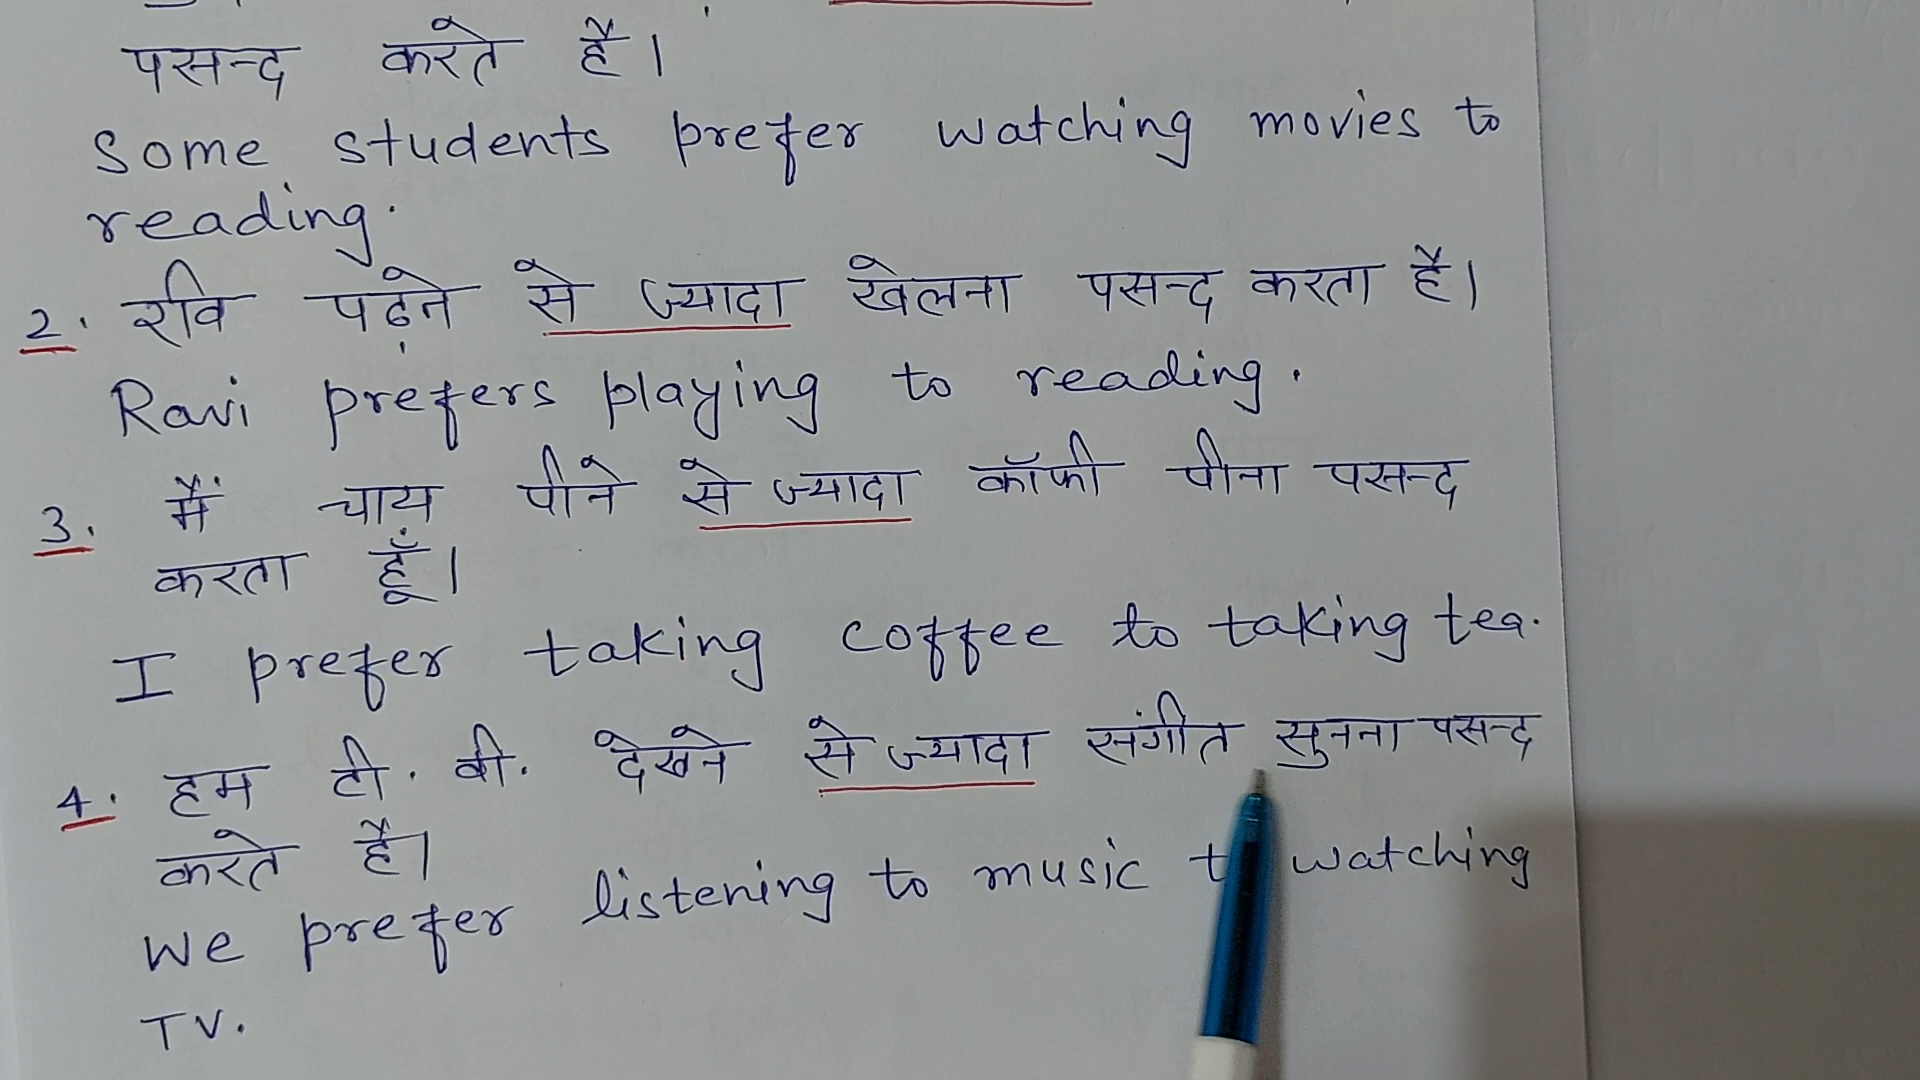 पसन्द करते हैं।
Some students prefer watching movies to
reading.
2. रवि पढ़ने से ज्यादा खेलना पसन्द करता है।
Ravi prefers playing to reading.
3. मैं चाय पीने से ज्यादा कॉफी पीना पसन्द
करता हूँ।
I prefer taking coffee to taking tea.
4. हम टी. वी. देखने से ज्यादा संगीत सुनना पसन्द
करते हैं।
We prefer listening to music watching
TV.